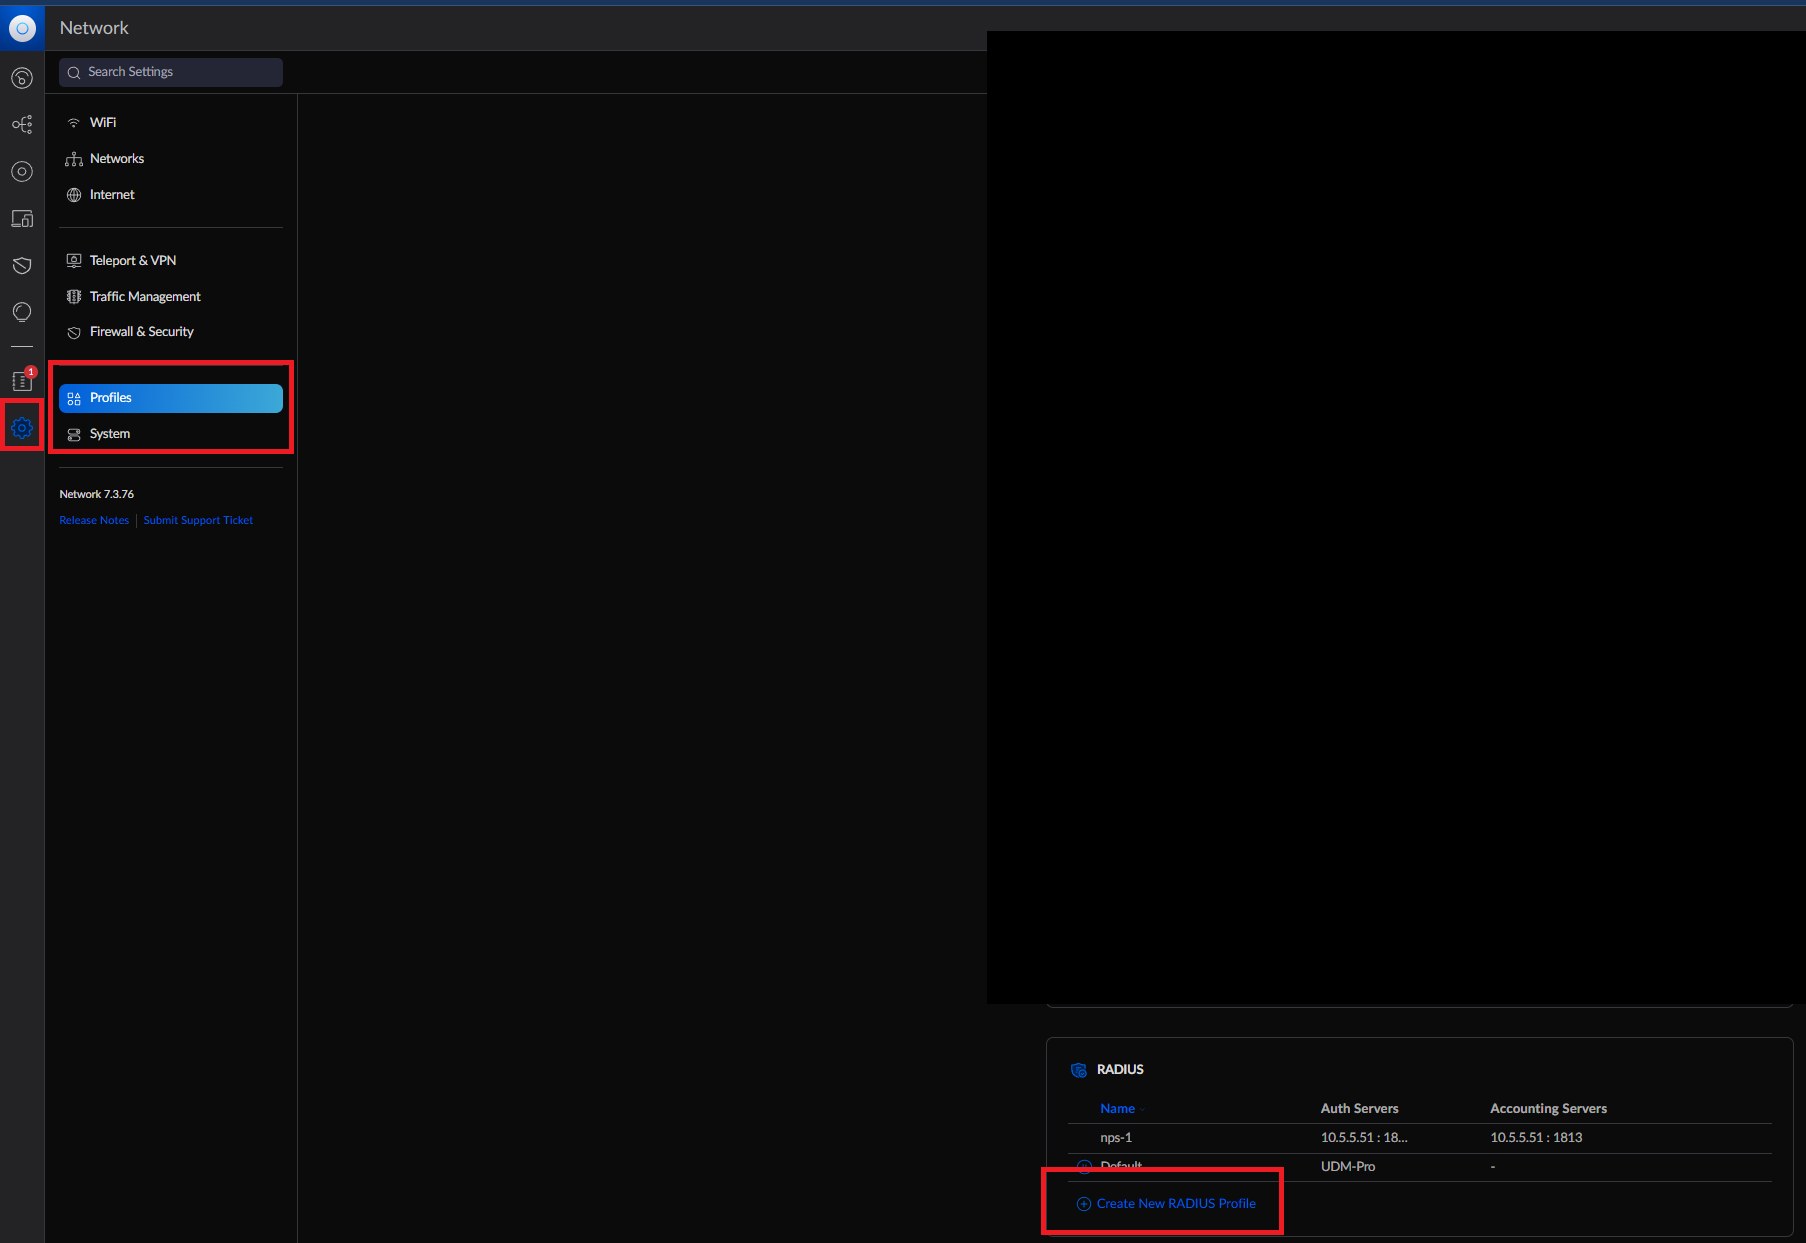 Network
Search Settings
WiFi
Networks
Internet
Teleport & VPN
Traffic Management
Firewall & Security
1
Profiles
System
Network 7.3.76
Release Notes | Submit Support Ticket
RADIUS
Name Auth Servers Accounting Servers
nps-1 10.5.5.51 : 18... 10.5.5.51 : 1813
Default UDM-Pro -
Create New RADIUS Profile